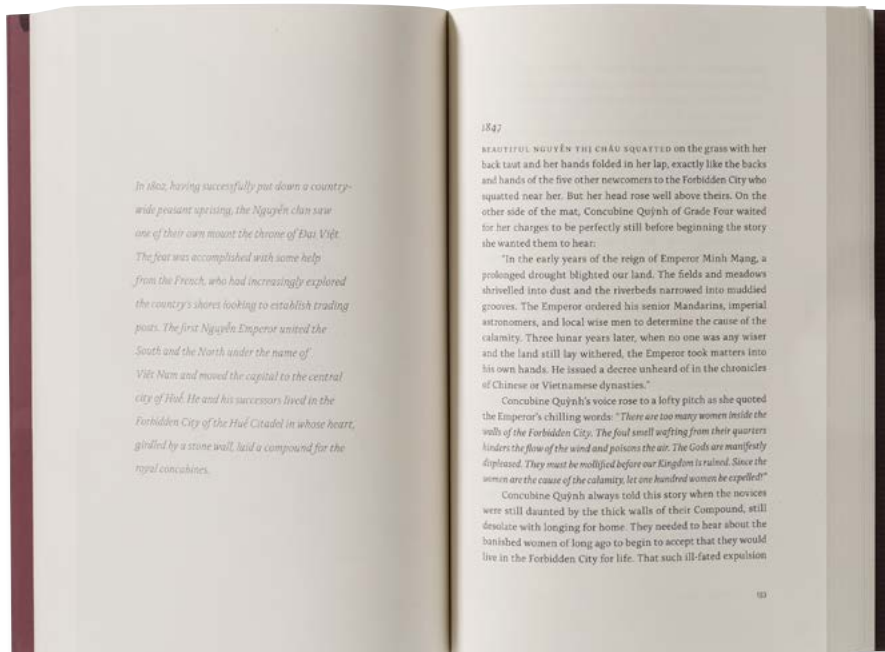 In 1802, having successfully put down a country-
wide peasant uprising, the Nguyễn clan saw
one of their own mount the throne of Đại Việt.
The feat was accomplished with some help
from the French, who had increasingly explored
the country's shores looking to establish trading
posts. The first Nguyễn Emperor united the
South and the North under the name of
Việt Nam and moved the capital to the central
city of Huế. He and his successors lived in the
Forbidden City of the Huế Citadel in whose heart,
girdled by a stone wall, laid a compound for the
royal concubines.
1847
BEAUTIFUL NGUYỄN THỊ CHÂU SQUATTED on the grass with her
back taut and her hands folded in her lap, exactly like the backs
and hands of the five other newcomers to the Forbidden City who
squatted near her. But her head rose well above theirs. On the
other side of the mat, Concubine Quỳnh of Grade Four waited
for her charges to be perfectly still before beginning the story
she wanted them to hear:
"In the early years of the reign of Emperor Minh Mạng, a
prolonged drought blighted our land. The fields and meadows
shrivelled into dust and the riverbeds narrowed into muddied
grooves. The Emperor ordered his senior Mandarins, imperial
astronomers, and local wise men to determine the cause of the
calamity. Three lunar years later, when no one was any wiser
and the land still lay withered, the Emperor took matters into
his own hands. He issued a decree unheard of in the chronicles
of Chinese or Vietnamese dynasties."
Concubine Quỳnh's voice rose to a lofty pitch as she quoted
the Emperor's chilling words: "There are too many women inside the
walls of the Forbidden City. The foul smell wafting from their quarters
hinders the flow of the wind and poisons the air. The Gods are manifestly
displeased. They must be mollified before our Kingdom is ruined. Since the
women are the cause of the calamity, let one hundred women be expelled!"
Concubine Quỳnh always told this story when the novices
were still daunted by the thick walls of their Compound, still
desolate with longing for home. They needed to hear about the
banished women of long ago to begin to accept that they would
live in the Forbidden City for life. That such ill-fated expulsion